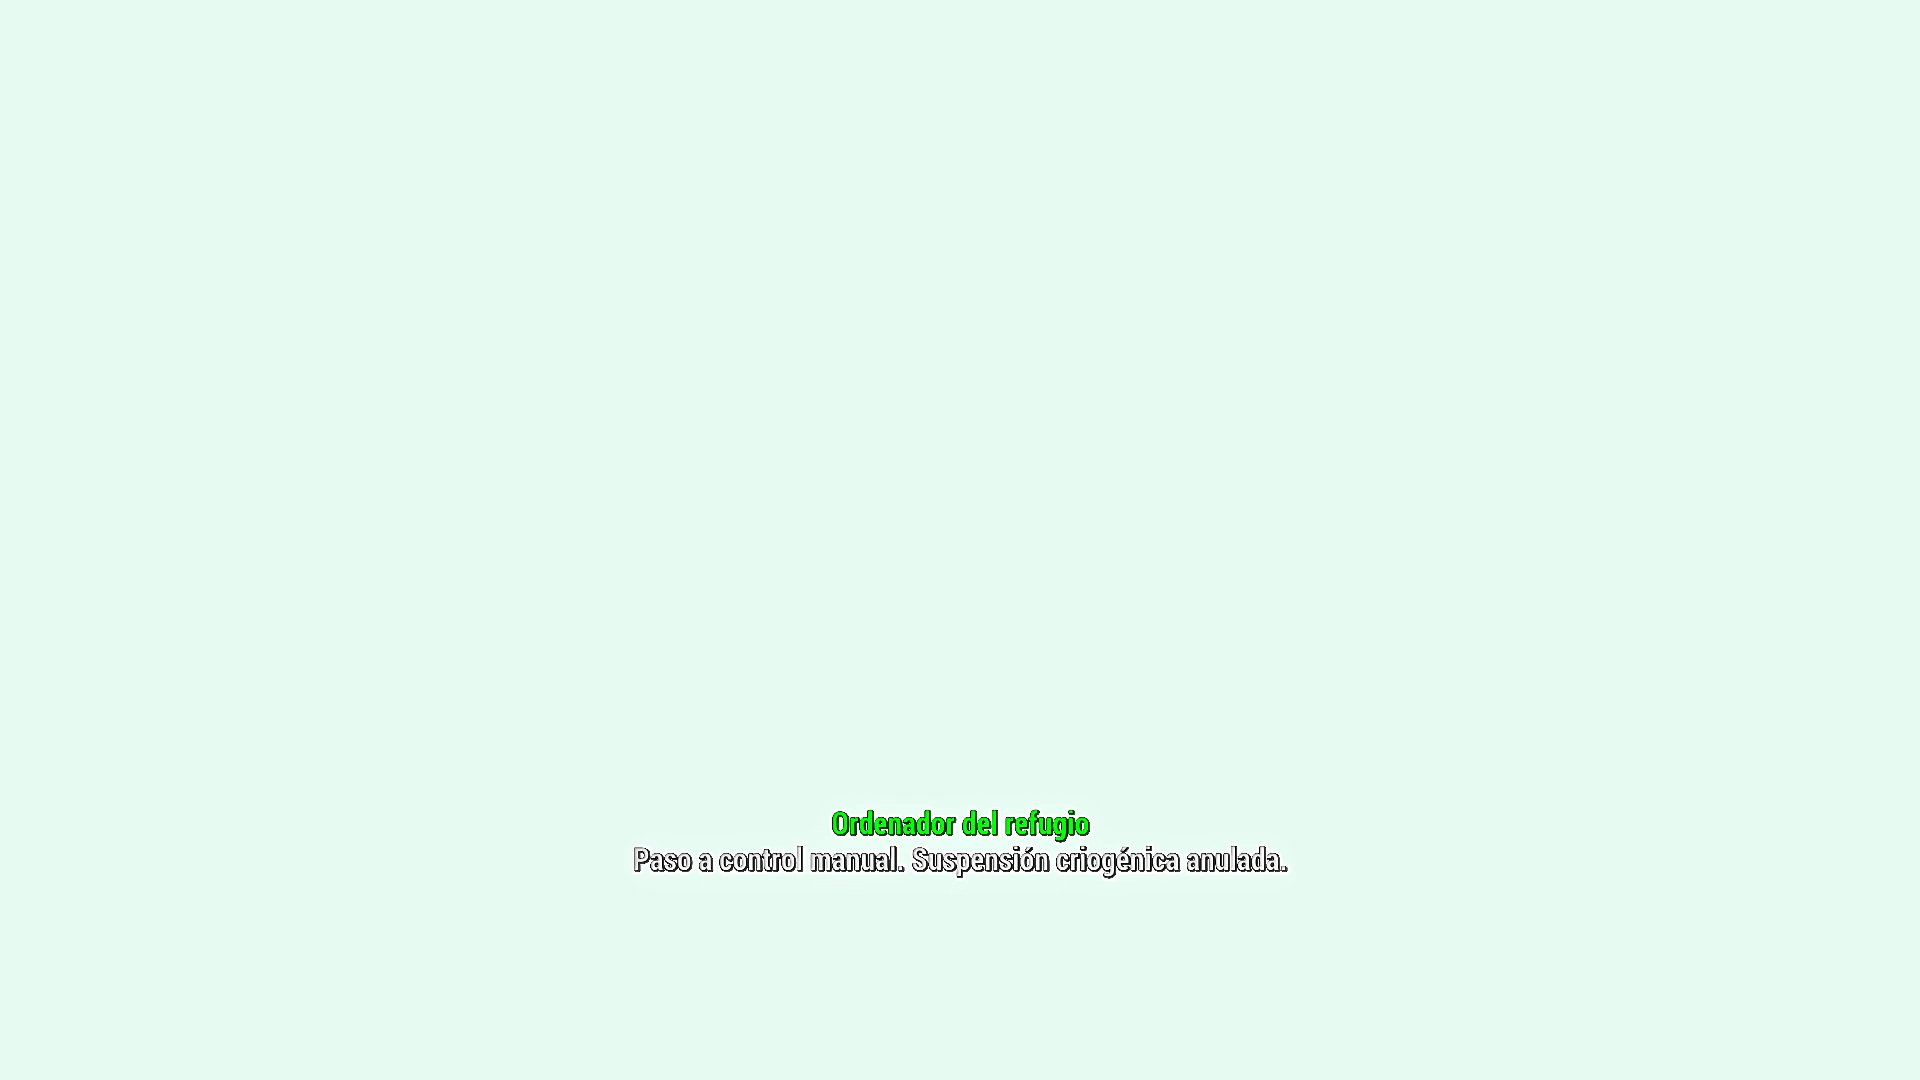 Ordenador del refugio
Paso a control manual. Suspensión criogénica anulada.